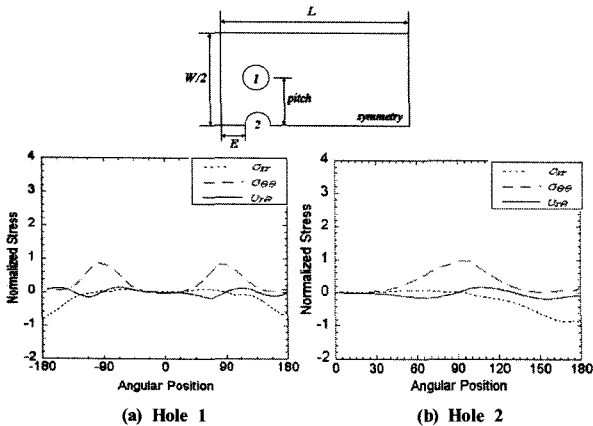 L
W/2
1
pitch
2
symmetry
E
4
3
2
1
0
-1
-2
Normalized Stress
σrr
σθθ
σrθ
-180
-90
0
90
180
Angular Position
(a) Hole 1
4
3
2
1
0
-1
-2
Normalized Stress
σrr
σθθ
σrθ
0
30
60
90
120
150
180
Angular Position
(b) Hole 2